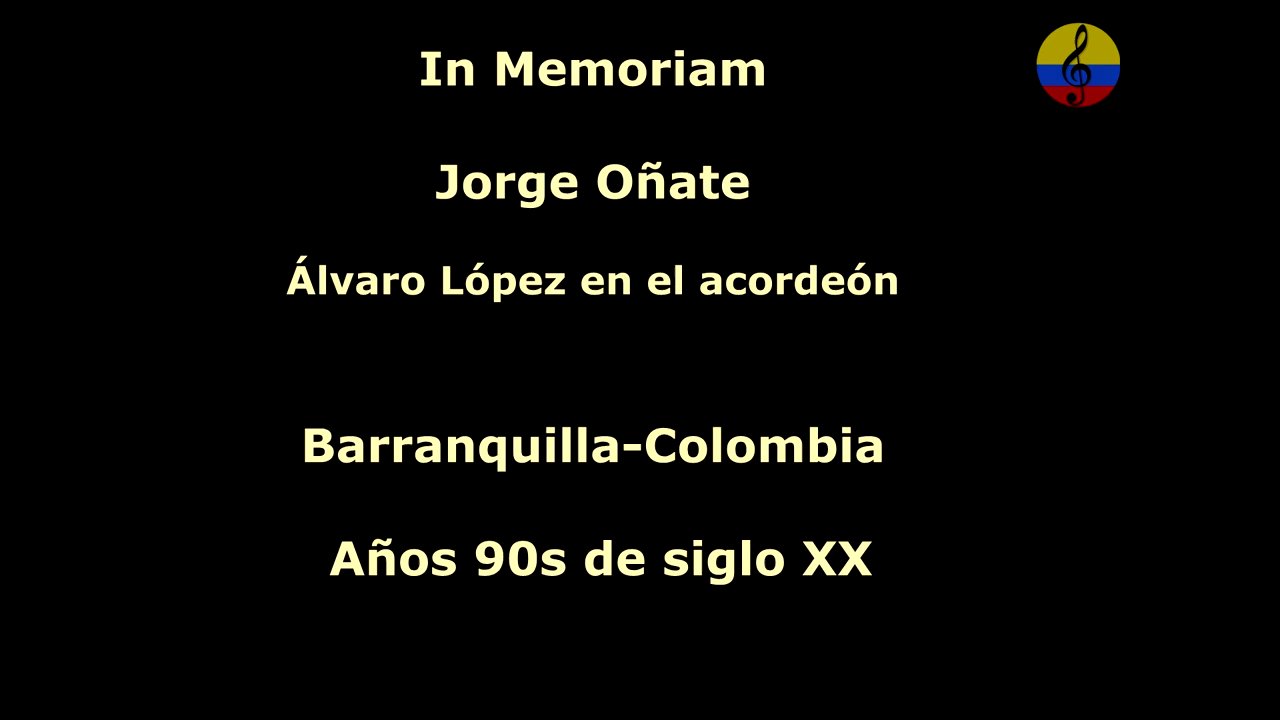 In Memoriam
Jorge Oñate
Álvaro López en el acordeón
Barranquilla-Colombia
Años 90s de siglo XX